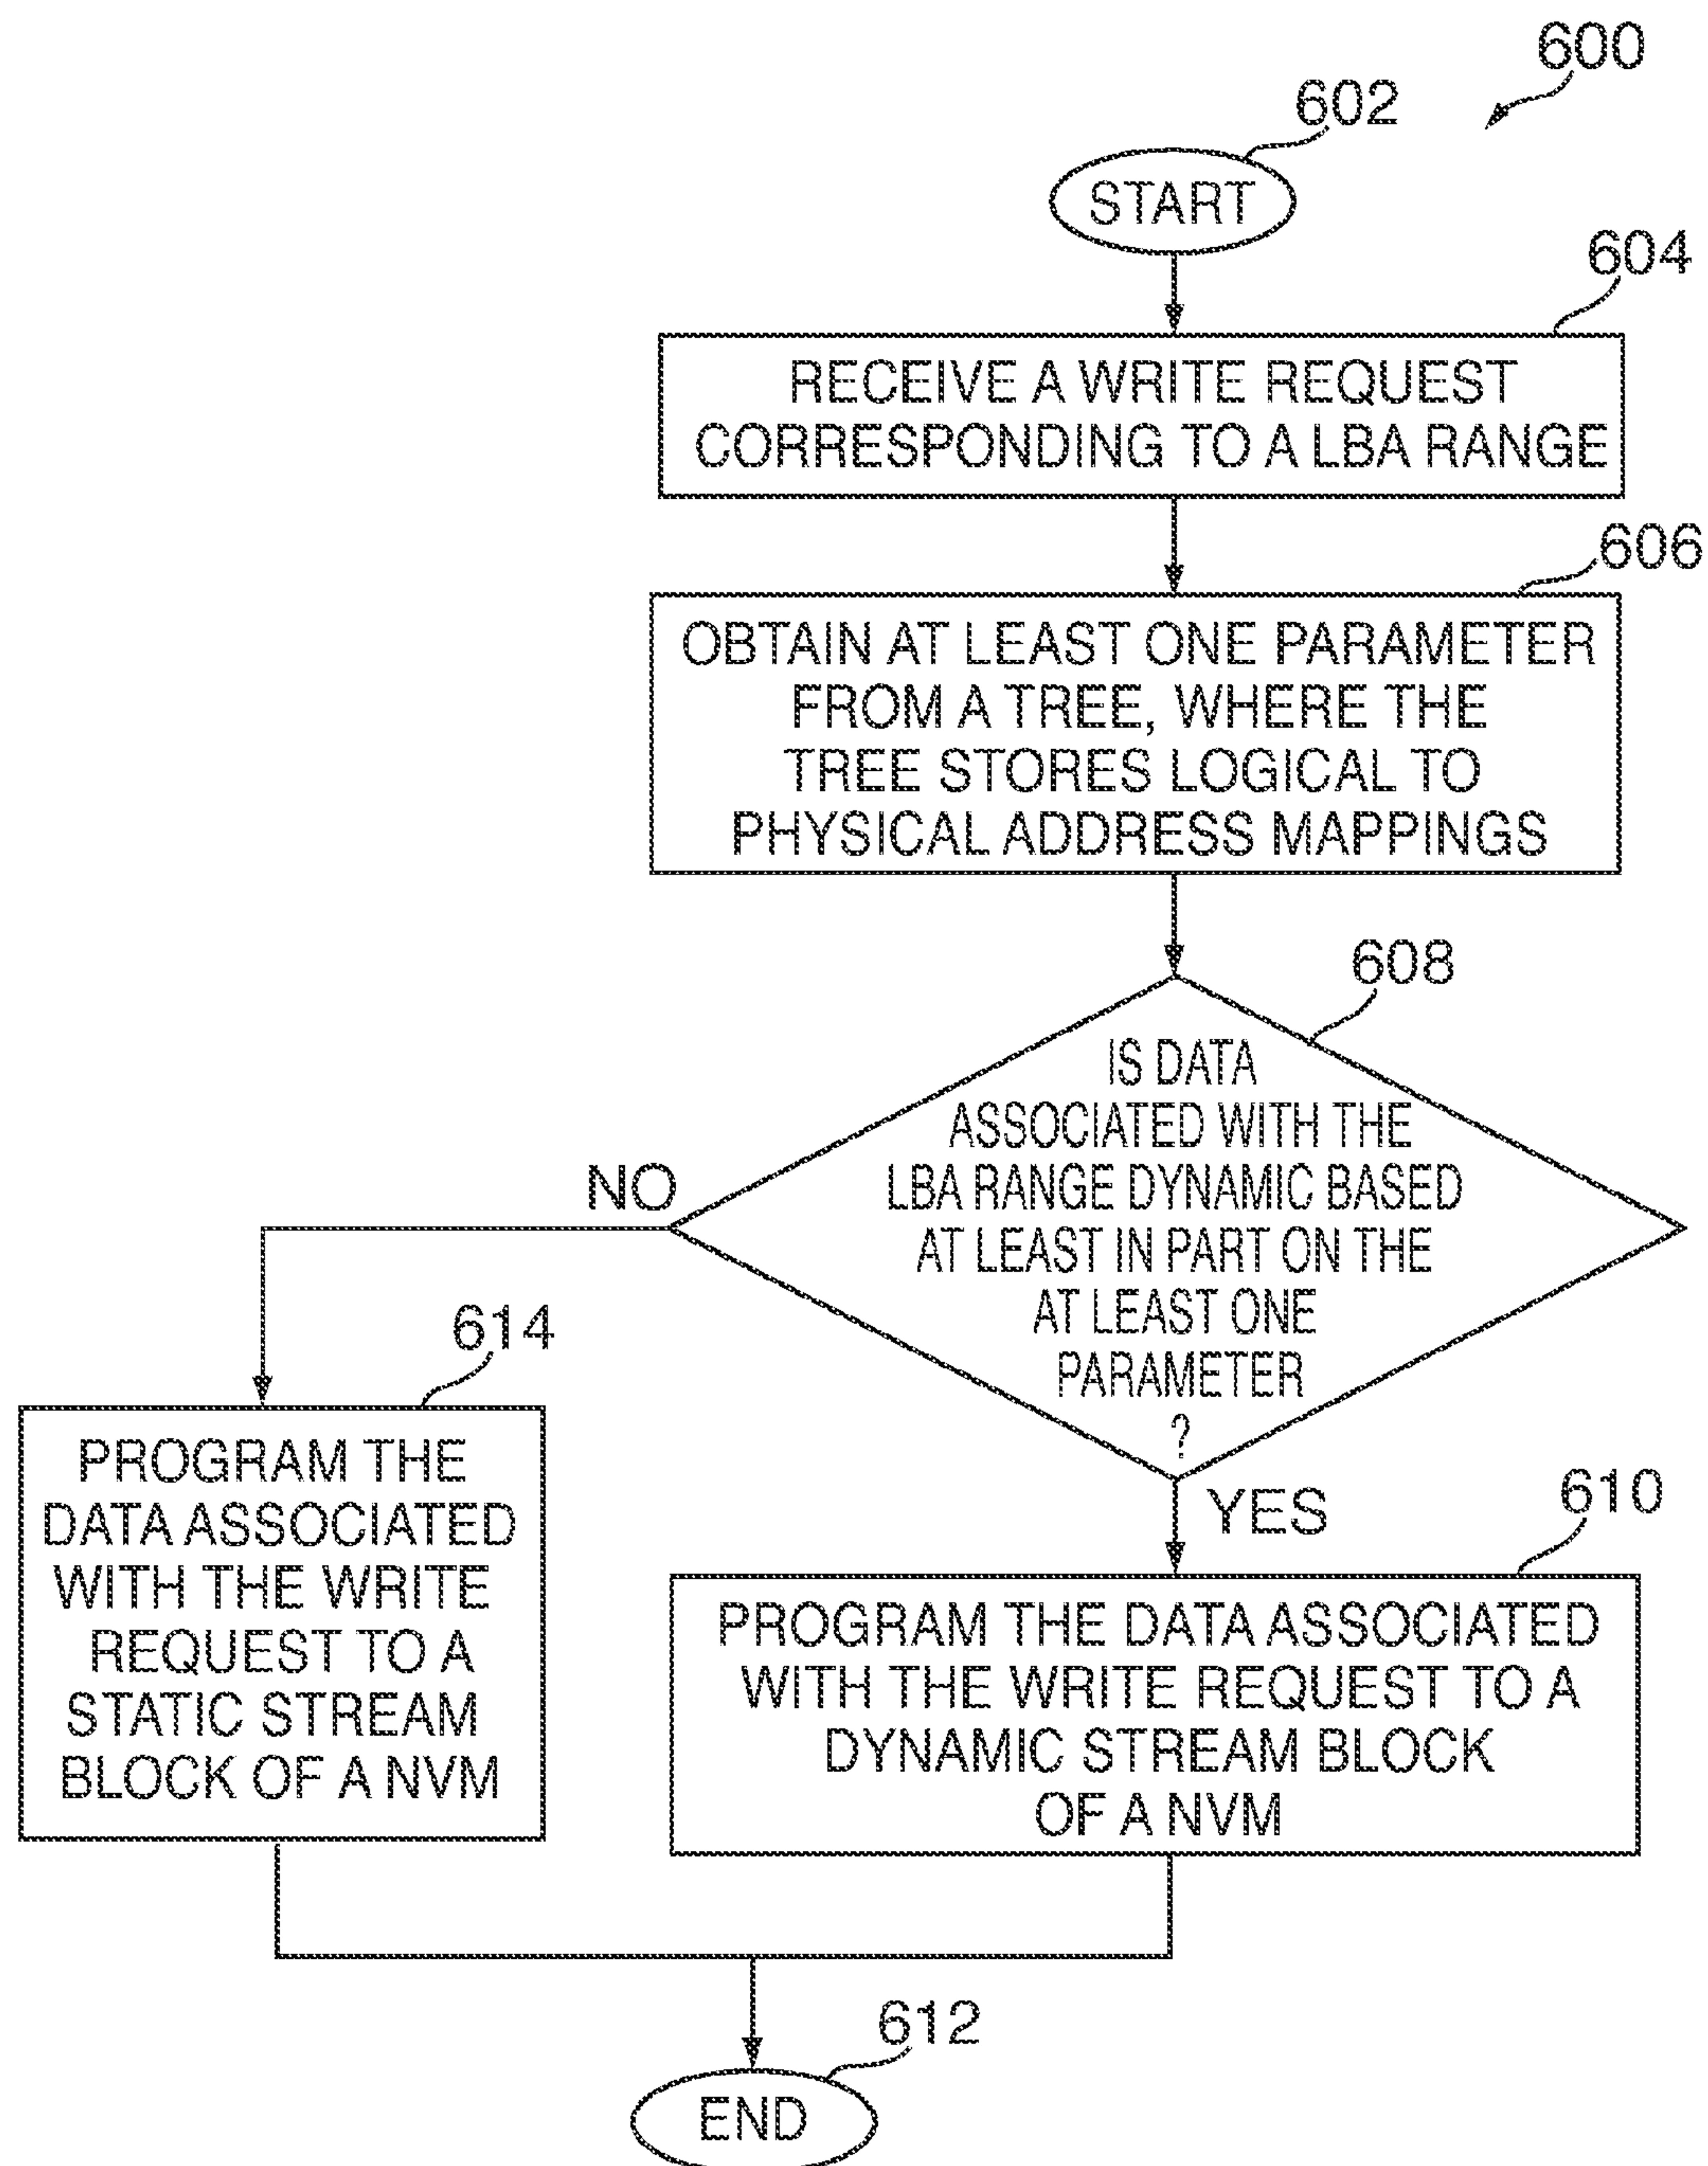 600
602
START
604
RECEIVE A WRITE REQUEST
CORRESPONDING TO A LBA RANGE
606
OBTAIN AT LEAST ONE PARAMETER
FROM A TREE, WHERE THE
TREE STORES LOGICAL TO
PHYSICAL ADDRESS MAPPINGS
608
IS DATA
ASSOCIATED WITH THE
LBA RANGE DYNAMIC BASED
AT LEAST IN PART ON THE
AT LEAST ONE
PARAMETER
?
NO
614
PROGRAM THE
DATA ASSOCIATED
WITH THE WRITE
REQUEST TO A
STATIC STREAM
BLOCK OF A NVM
YES
610
PROGRAM THE DATA ASSOCIATED
WITH THE WRITE REQUEST TO A
DYNAMIC STREAM BLOCK
OF A NVM
612
END